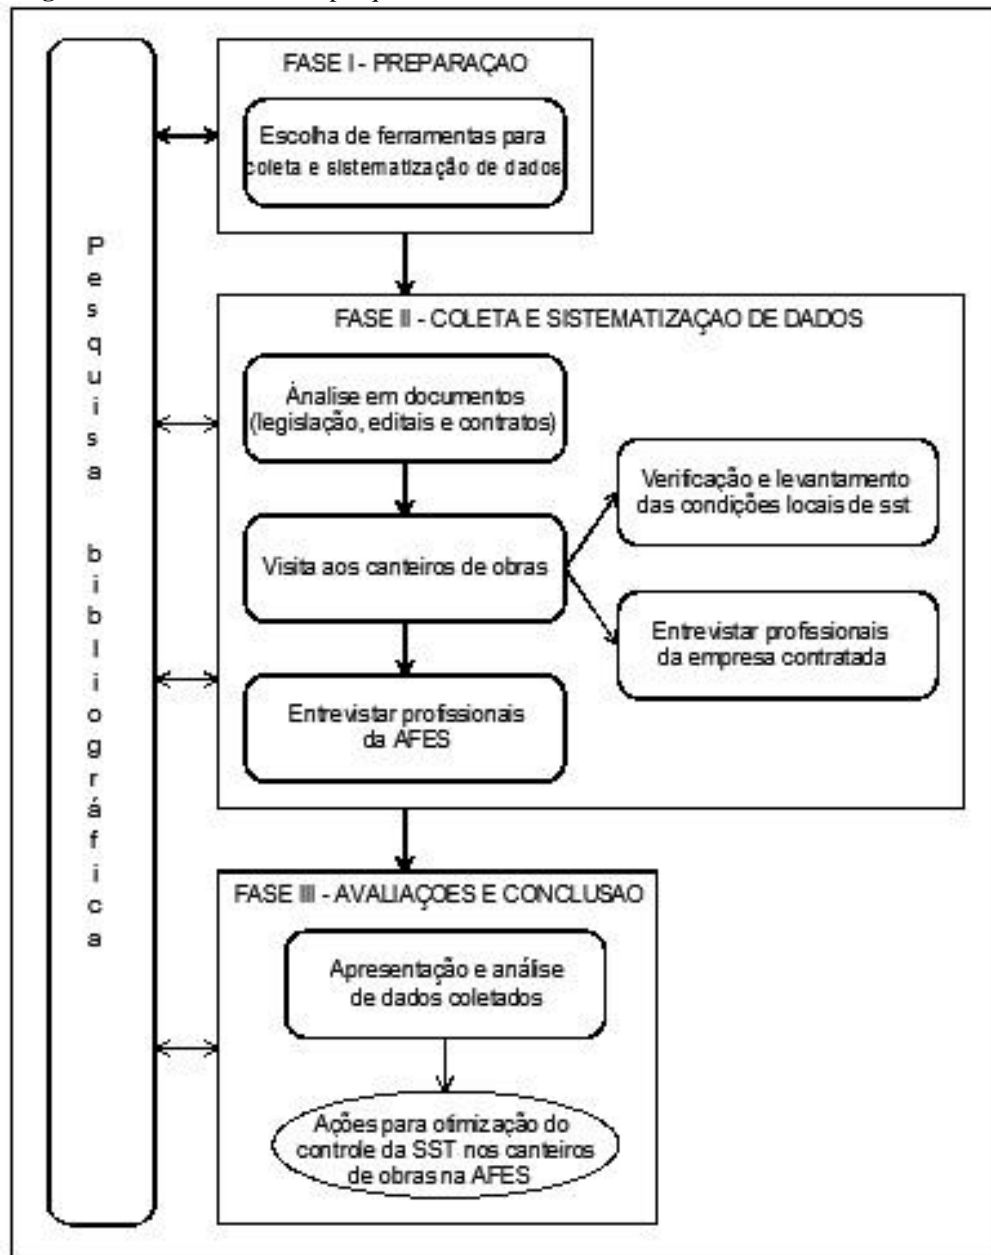 Pesquisa bibliográfica
FASE I - PREPARAÇAO
Escolha de ferramentas para
coleta e sistematização de dados
FASE II - COLETA E SISTEMATIZAÇAO DE DADOS
Ánalise em documentos
(legislação, editais e contratos)
Verificação e levantamento
das condições locais de sst
Visita aos canteiros de obras
Entrevistar profissionais
da empresa contratada
Entrevistar profissionais
da AFES
FASE III - AVALIAÇOES E CONCLUSAO
Apresentação e análise
de dados coletados
Ações para otimização do
controle da SST nos canteiros
de obras na AFES